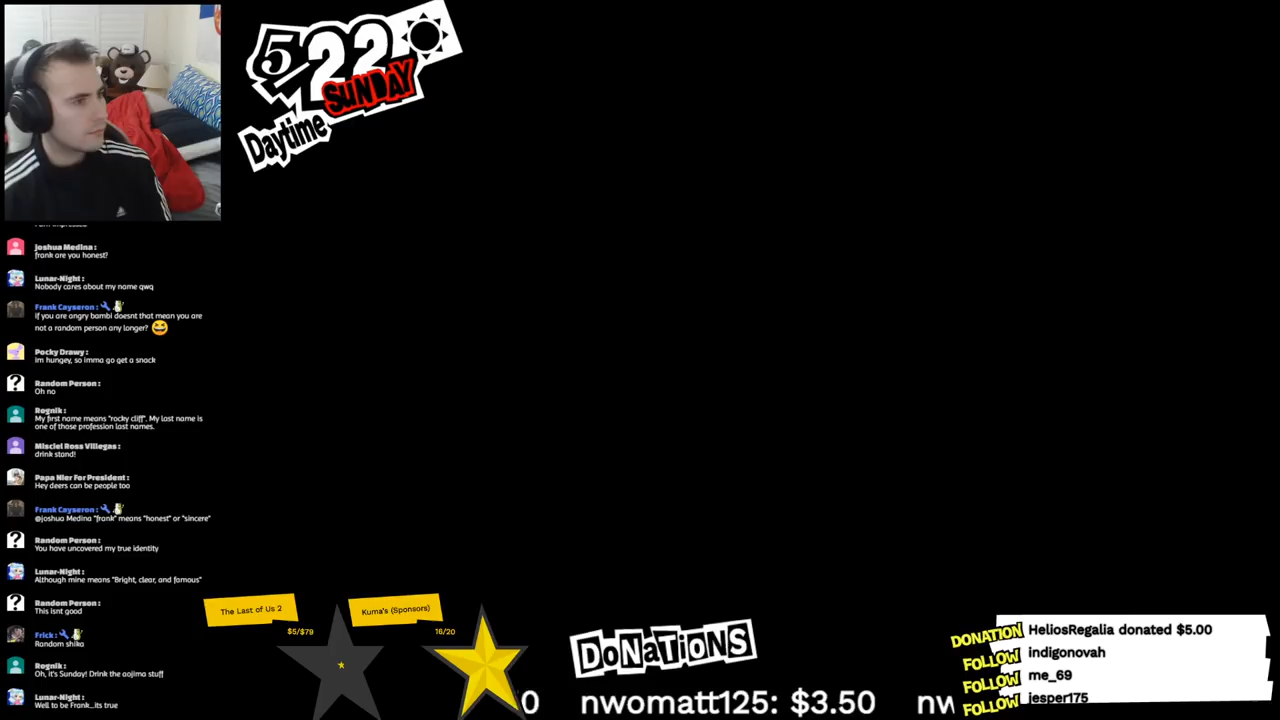 5/22
SUNDAY
Daytime
Joshua Medina :
frank are you honest?
Lunar-Night :
Nobody cares about my name qwq
Frank Cayseron :
if you are angry bambi doesnt that mean you are
not a random person any longer? 😆
Pocky Drawy :
im hungey, so imma go get a snack
Random Person :
Oh no
Rognik :
My first name means "rocky cliff". My last name is
one of those profession last names.
Misciel Ross Villegas :
drink stand!
Papa Nier For President :
Hey deers can be people too
Frank Cayseron :
@Joshua Medina "frank" means "honest" or "sincere"
Random Person :
You have uncovered my true identity
Lunar-Night :
Although mine means "Bright, clear, and famous"
Random Person :
This isnt good
Frick :
Random shika
Rognik :
Oh, it's Sunday! Drink the aojima stuff
Lunar-Night :
Well to be Frank...its true
The Last of Us 2
$5/$79
Kuma's (Sponsors)
16/20
DONATIONS
0 nwomatt125: $3.50 nw
DONATION HeliosRegalia donated $5.00
FOLLOW indigonovah
FOLLOW me_69
FOLLOW jesper175